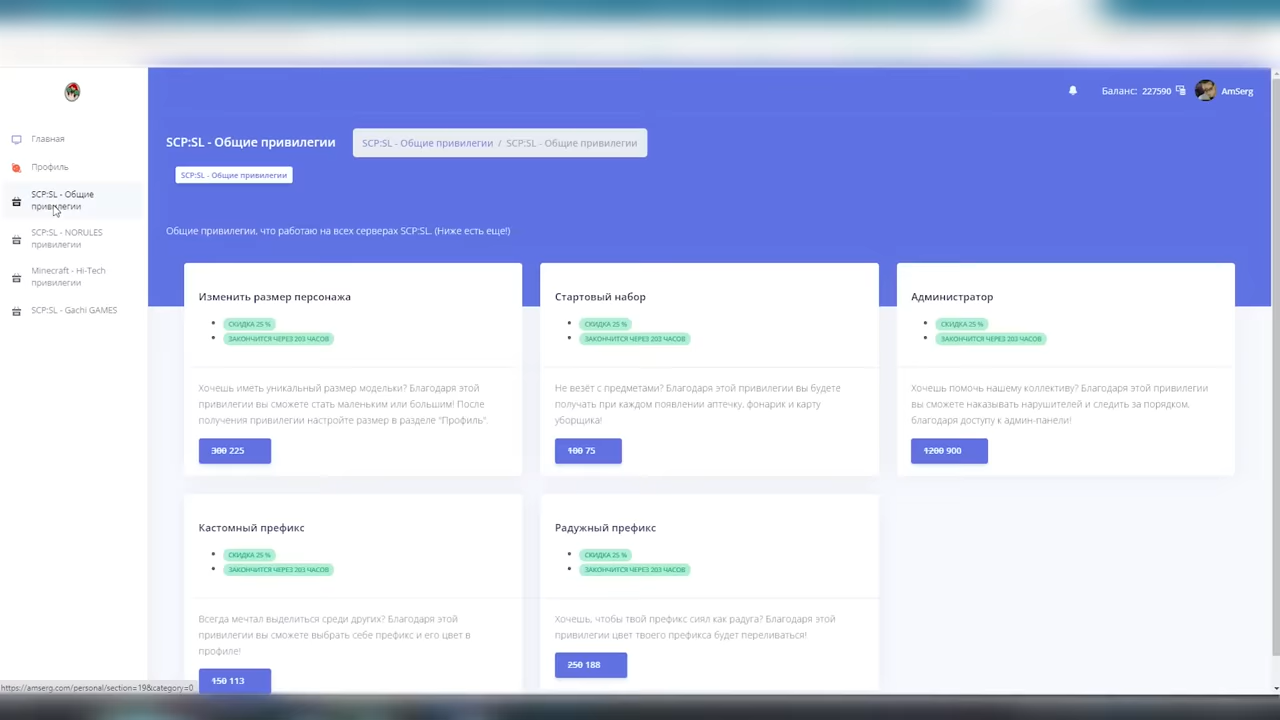 Баланс: 227590
AmSerg
Главная
Профиль
SCP:SL - Общие
привилегии
SCP:SL - NORULES
привилегии
Minecraft - Hi-Tech
привилегии
SCP:SL - Gachi GAMES
SCP:SL - Общие привилегии
SCP:SL - Общие привилегии / SCP:SL - Общие привилегии
SCP:SL - Общие привилегии
Общие привилегии, что работаю на всех серверах SCP:SL. (Ниже есть еще!)
Изменить размер персонажа
СКИДКА 25 %
ЗАКОНЧИТСЯ ЧЕРЕЗ 203 ЧАСОВ
Хочешь иметь уникальный размер модельки? Благодаря этой
привилегии вы сможете стать маленьким или большим! После
получения привилегии настройте размер в разделе "Профиль".
300 225
Стартовый набор
СКИДКА 25 %
ЗАКОНЧИТСЯ ЧЕРЕЗ 203 ЧАСОВ
Не везёт с предметами? Благодаря этой привилегии вы будете
получать при каждом появлении аптечку, фонарик и карту
уборщика!
100 75
Администратор
СКИДКА 25 %
ЗАКОНЧИТСЯ ЧЕРЕЗ 203 ЧАСОВ
Хочешь помочь нашему коллективу? Благодаря этой привилегии
вы сможете наказывать нарушителей и следить за порядком,
благодаря доступу к админ-панели!
1200 900
Кастомный префикс
СКИДКА 25 %
ЗАКОНЧИТСЯ ЧЕРЕЗ 203 ЧАСОВ
Всегда мечтал выделиться среди других? Благодаря этой
привилегии вы сможете выбрать себе префикс и его цвет в
профиле!
150 113
Радужный префикс
СКИДКА 25 %
ЗАКОНЧИТСЯ ЧЕРЕЗ 203 ЧАСОВ
Хочешь, чтобы твой префикс сиял как радуга? Благодаря этой
привилегии цвет твоего префикса будет переливаться!
250 188
https://amserg.com/personal/section=19&category=0